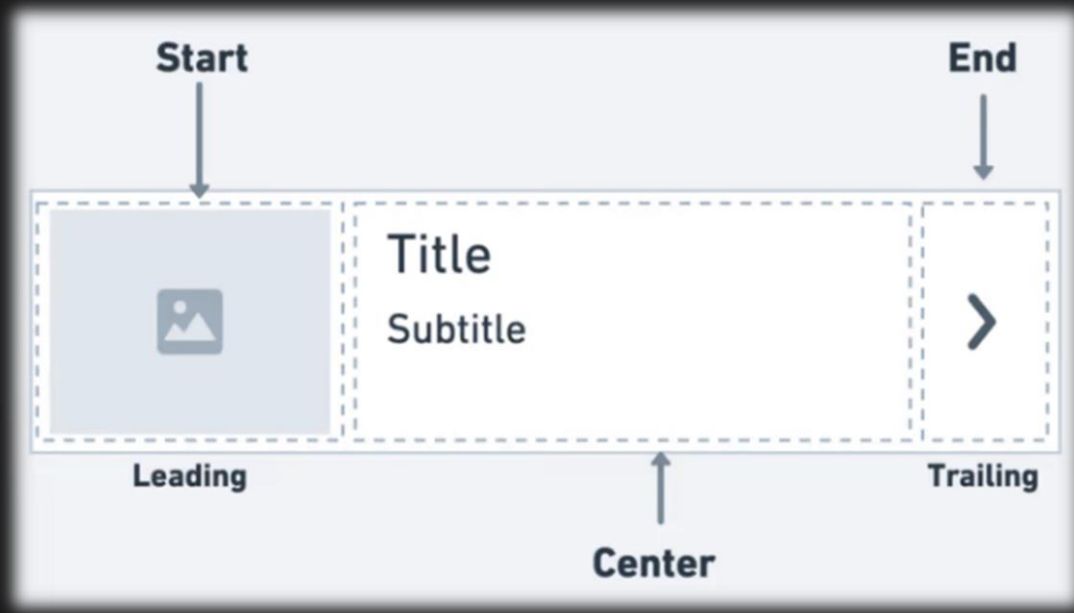 Start
End
Title
Subtitle
Leading
Trailing
Center